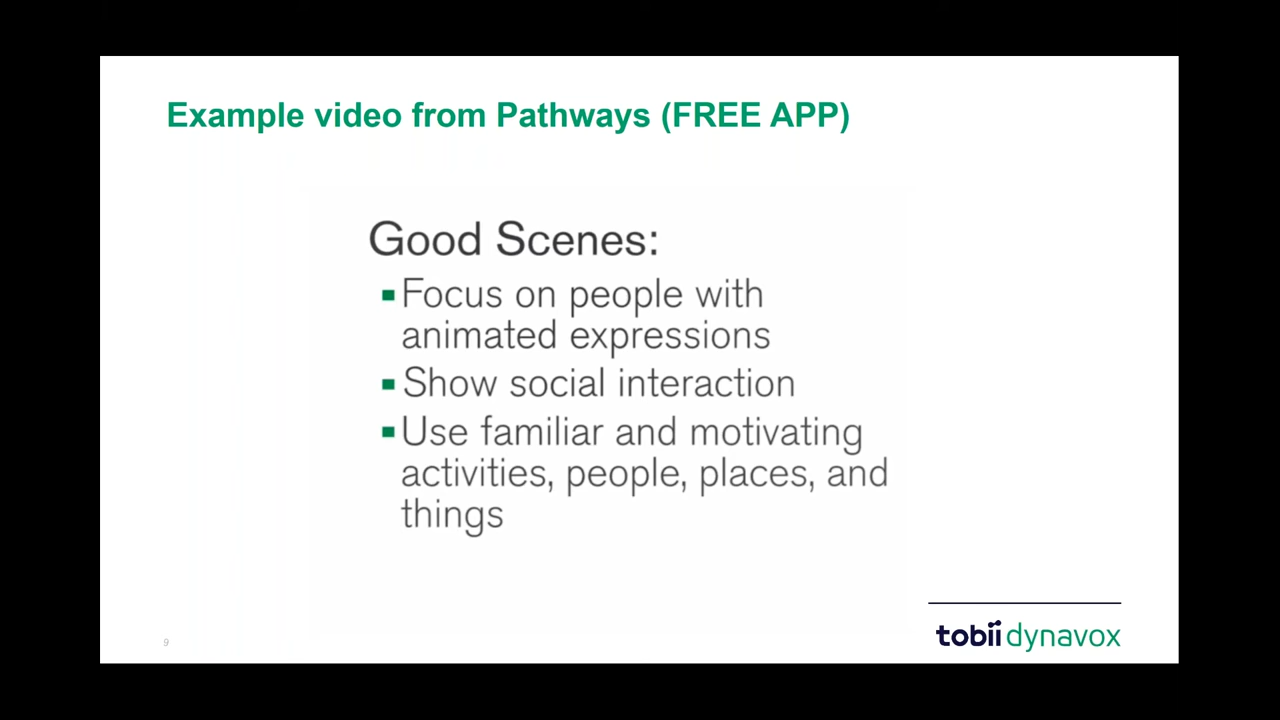 Example video from Pathways (FREE APP)
Good Scenes:
▪Focus on people with
animated expressions
▪Show social interaction
▪Use familiar and motivating
activities, people, places, and
things
9
tobii dynavox